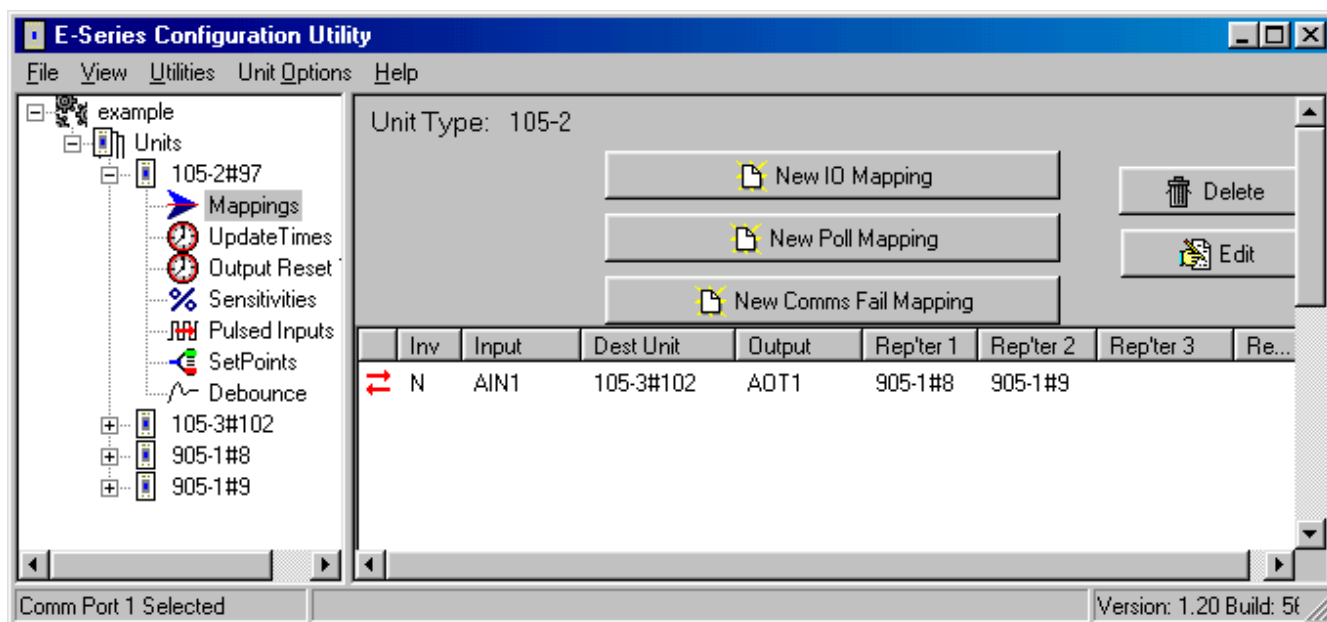 E-Series Configuration Utility
File View Utilities Unit Options Help
example
Units
105-2#97
Mappings
UpdateTimes
Output Reset
Sensitivities
Pulsed Inputs
SetPoints
Debounce
105-3#102
905-1#8
905-1#9
Unit Type: 105-2
New IO Mapping
New Poll Mapping
New Comms Fail Mapping
Delete
Edit
Inv Input Dest Unit Output Rep'ter 1 Rep'ter 2 Rep'ter 3 Re...
N AIN1 105-3#102 AOT1 905-1#8 905-1#9
Comm Port 1 Selected
Version: 1.20 Build: